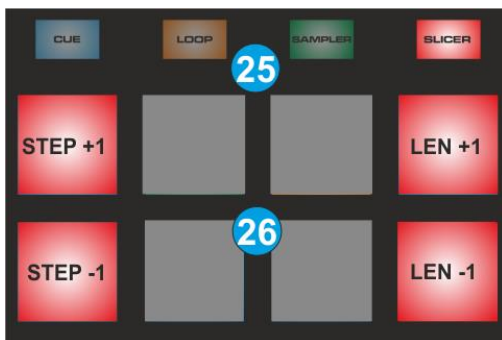 CUE LOOP SAMPLER SLICER
25
STEP +1 LEN +1
26
STEP -1 LEN -1